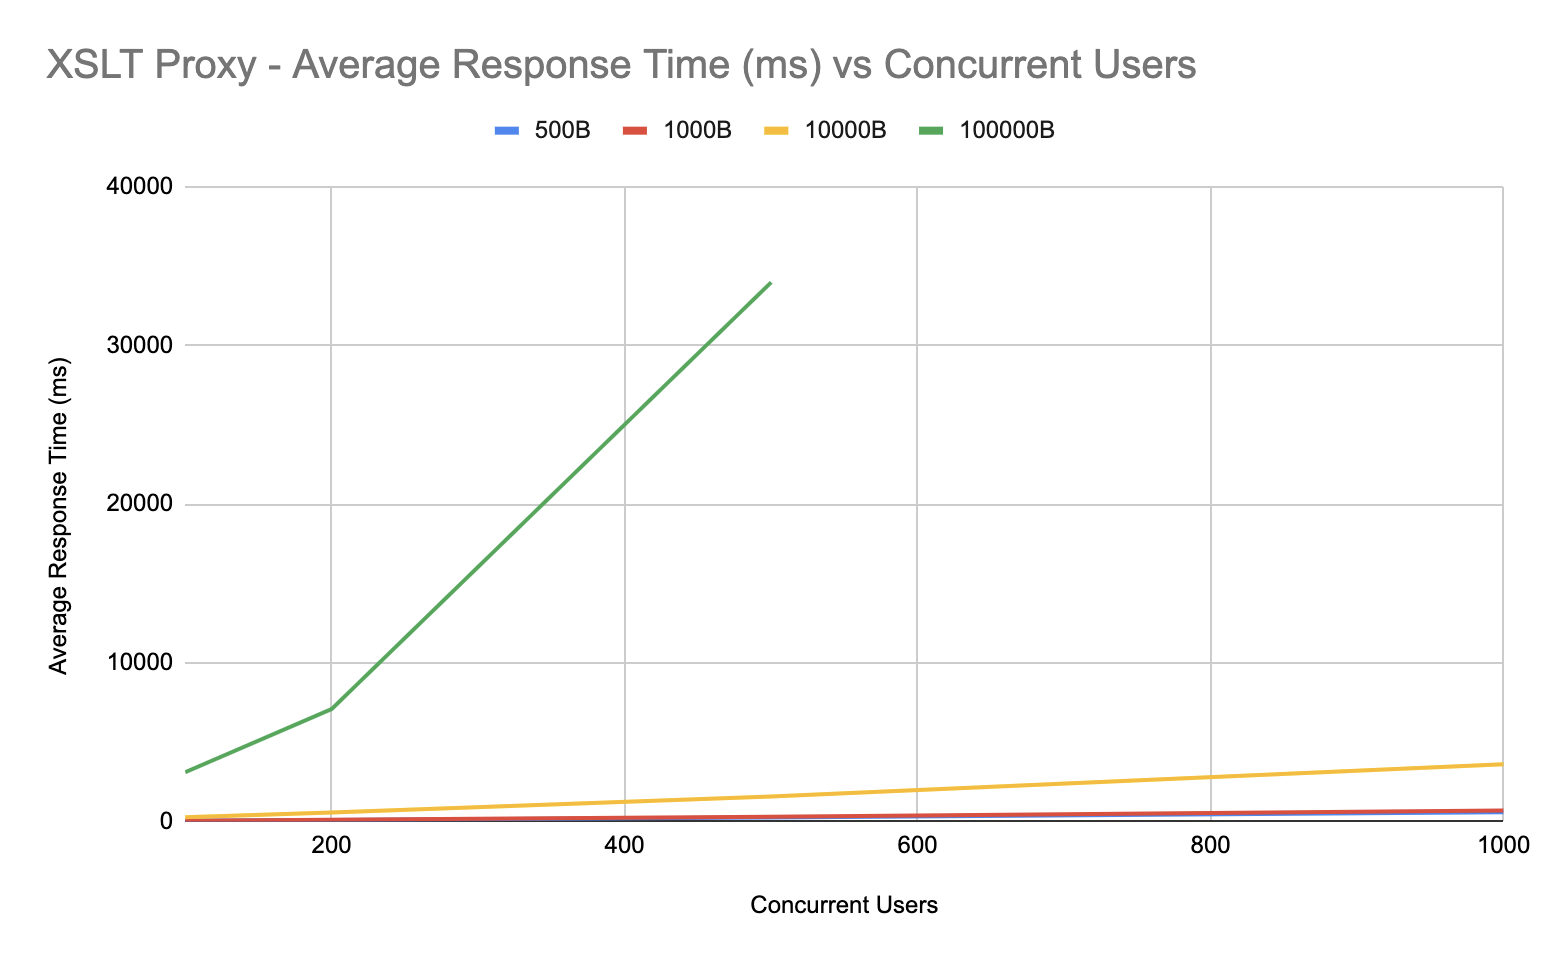 XSLT Proxy - Average Response Time (ms) vs Concurrent Users
500B 1000B 10000B 100000B
40000
30000
20000
10000
0
Average Response Time (ms)
200 400 600 800 1000
Concurrent Users